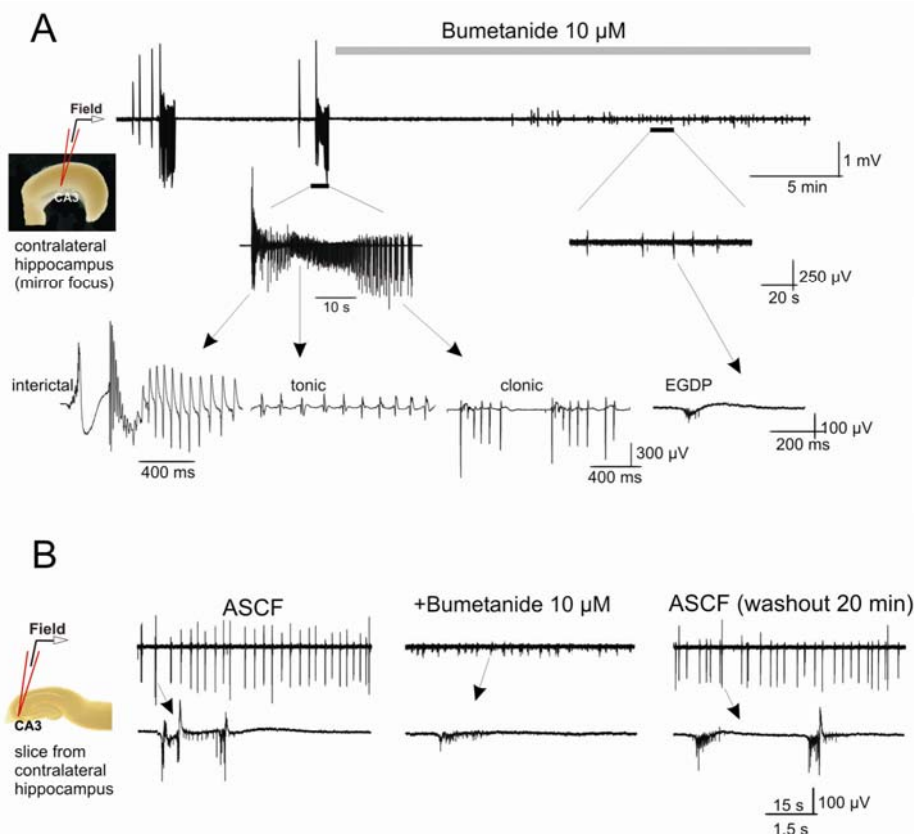 A
Bumetanide 10 µM
Field
CA3
contralateral
hippocampus
(mirror focus)
1 mV
5 min
10 s
250 µV
20 s
interictal
tonic
clonic
EGDP
400 ms
300 µV
400 ms
100 µV
200 ms
B
ASCF
+Bumetanide 10 µM
ASCF (washout 20 min)
Field
CA3
slice from
contralateral
hippocampus
15 s
100 µV
1.5 s